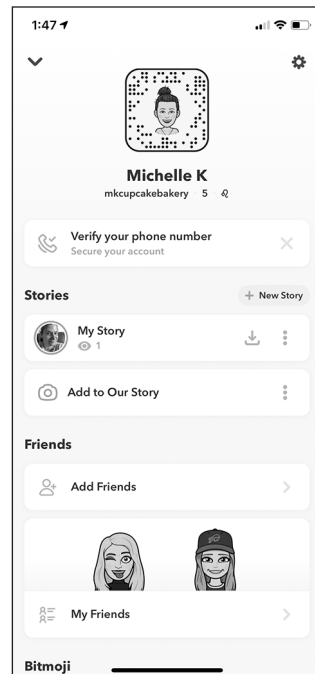 1:47
Michelle K
mkcupcakebakery 5 ♌
Verify your phone number
Secure your account
Stories
+ New Story
My Story
1
Add to Our Story
Friends
Add Friends
My Friends
Bitmoji